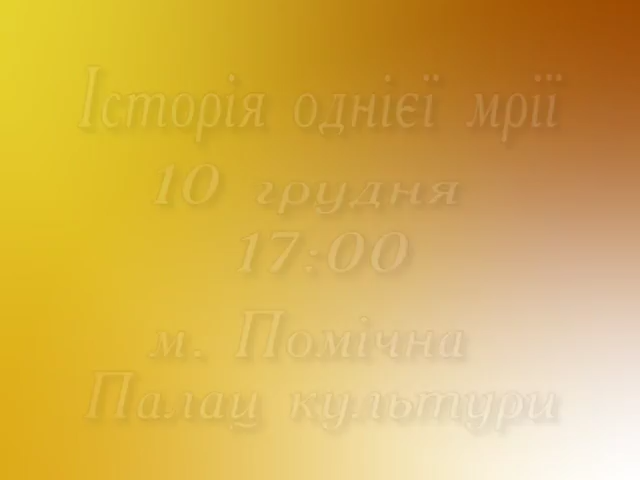 Історія однієї мрії
10 грудня
17:00
м. Помічна
Палац культури